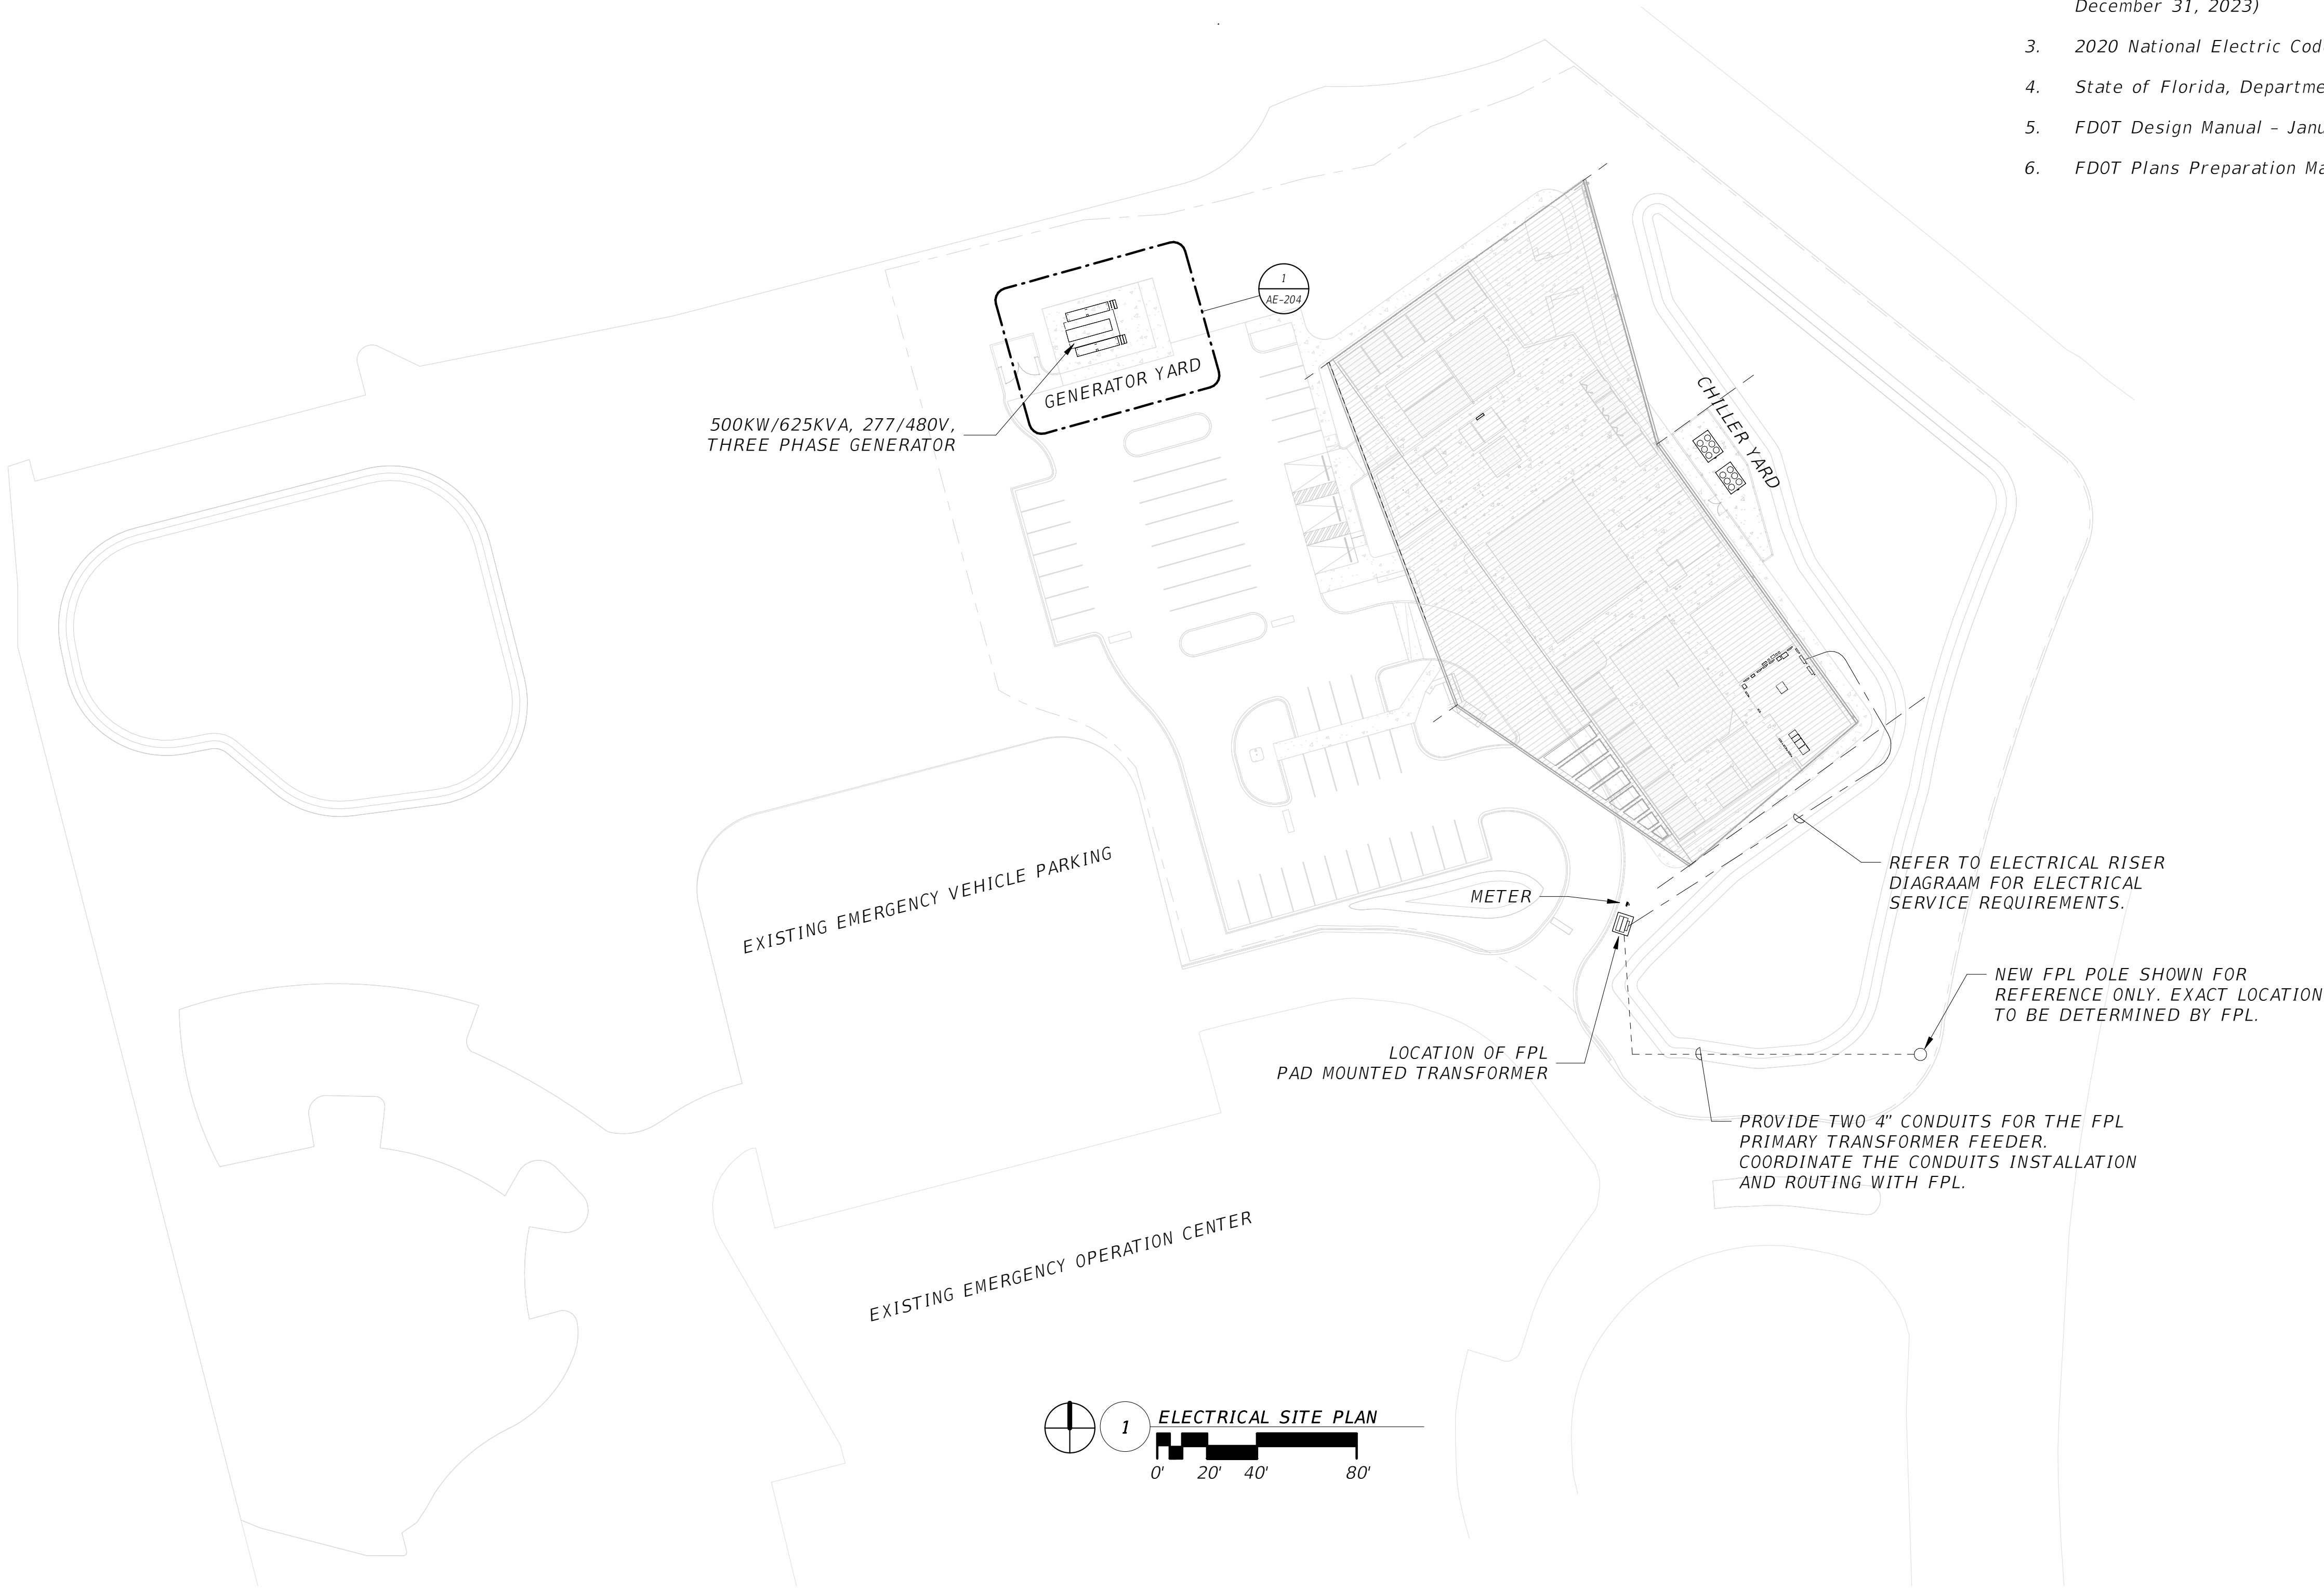 December 31, 2023)
3. 2020 National Electric Cod
4. State of Florida, Departme
5. FDOT Design Manual – Janu
6. FDOT Plans Preparation Ma
1
AE-204
GENERATOR YARD
500KW/625KVA, 277/480V,
THREE PHASE GENERATOR
CHILLER YARD
EXISTING EMERGENCY VEHICLE PARKING
METER
REFER TO ELECTRICAL RISER
DIAGRAAM FOR ELECTRICAL
SERVICE REQUIREMENTS.
NEW FPL POLE SHOWN FOR
REFERENCE ONLY. EXACT LOCATION
TO BE DETERMINED BY FPL.
LOCATION OF FPL
PAD MOUNTED TRANSFORMER
PROVIDE TWO 4" CONDUITS FOR THE FPL
PRIMARY TRANSFORMER FEEDER.
COORDINATE THE CONDUITS INSTALLATION
AND ROUTING WITH FPL.
EXISTING EMERGENCY OPERATION CENTER
1
ELECTRICAL SITE PLAN
0' 20' 40' 80'